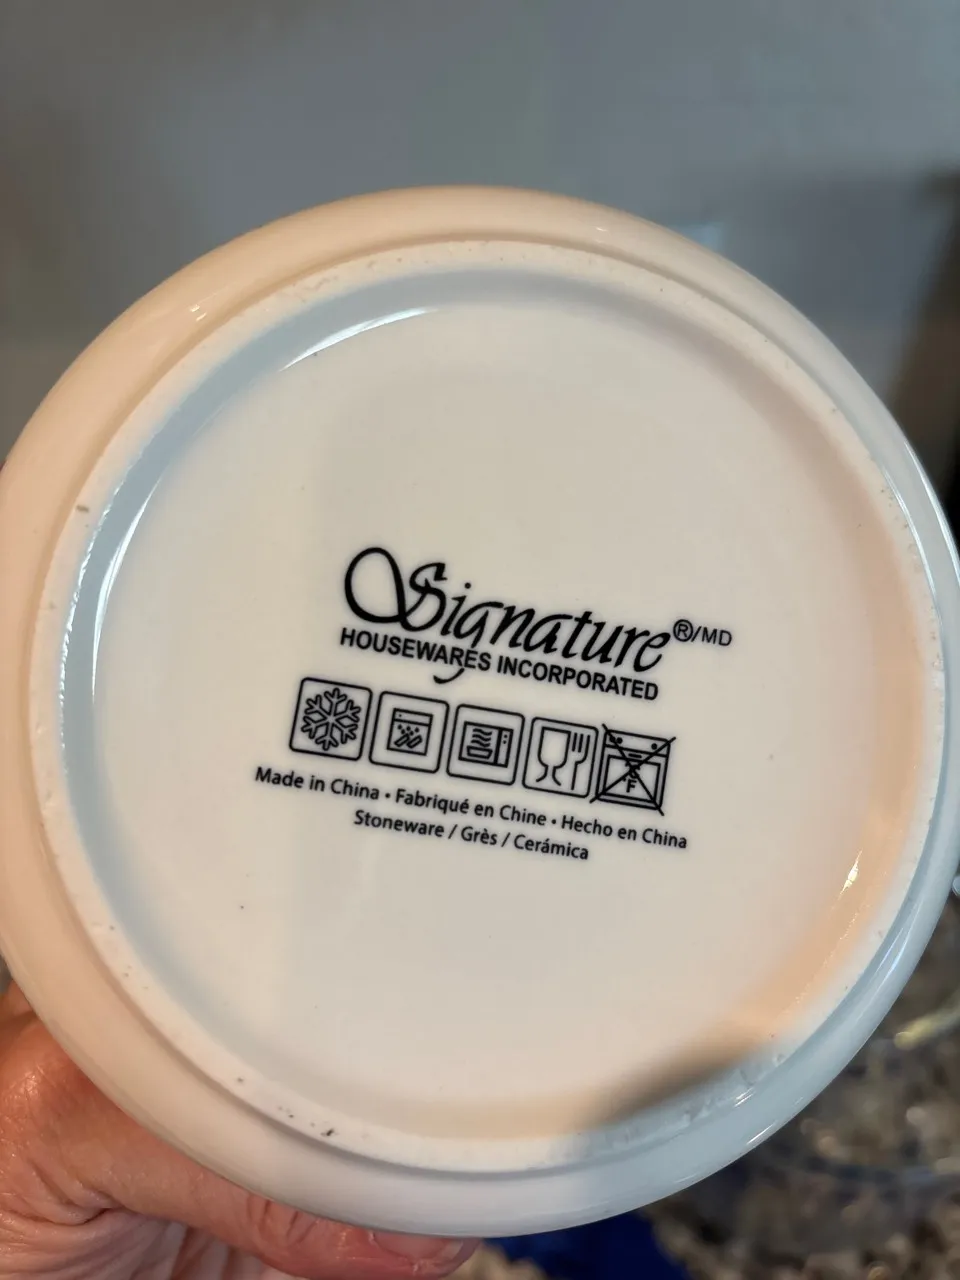 Signature®/MD
HOUSEWARES INCORPORATED
°C
°F
Made in China • Fabriqué en Chine • Hecho en China
Stoneware / Grès / Cerámica